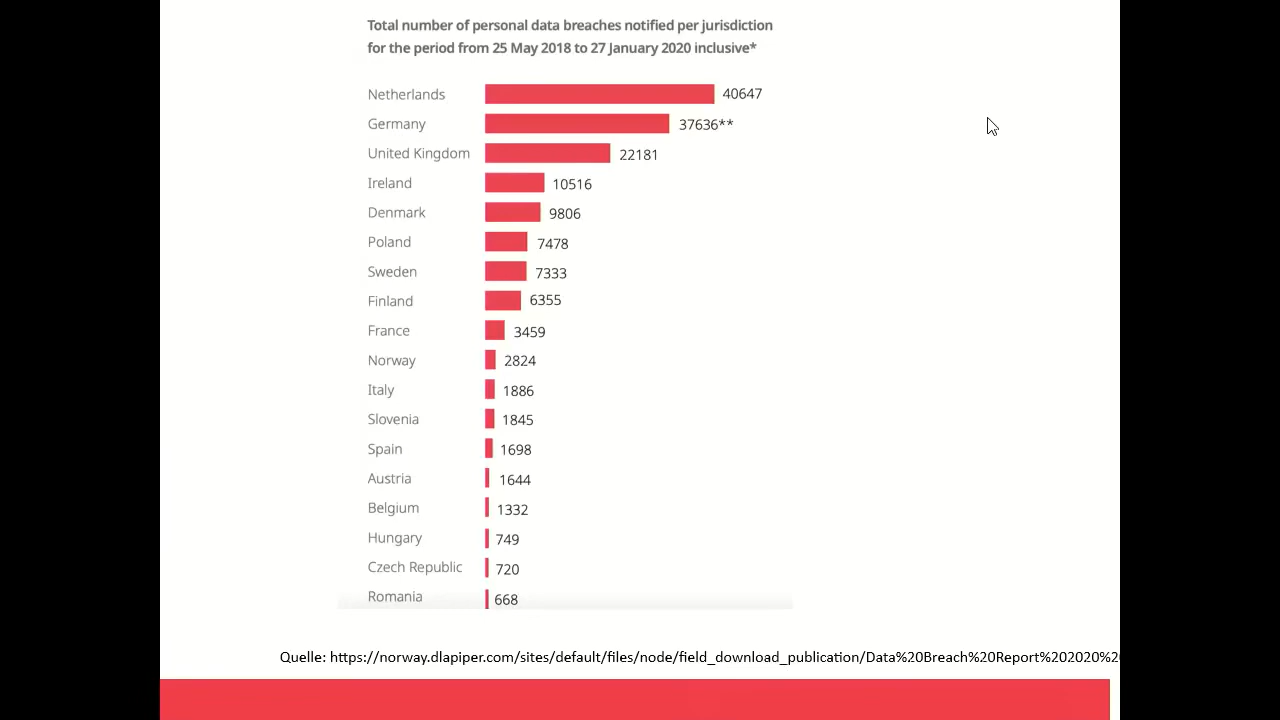 Total number of personal data breaches notified per jurisdiction
for the period from 25 May 2018 to 27 January 2020 inclusive*
Netherlands 40647
Germany 37636**
United Kingdom 22181
Ireland 10516
Denmark 9806
Poland 7478
Sweden 7333
Finland 6355
France 3459
Norway 2824
Italy 1886
Slovenia 1845
Spain 1698
Austria 1644
Belgium 1332
Hungary 749
Czech Republic 720
Romania 668
Quelle: https://norway.dlapiper.com/sites/default/files/node/field_download_publication/Data%20Breach%20Report%202020%20